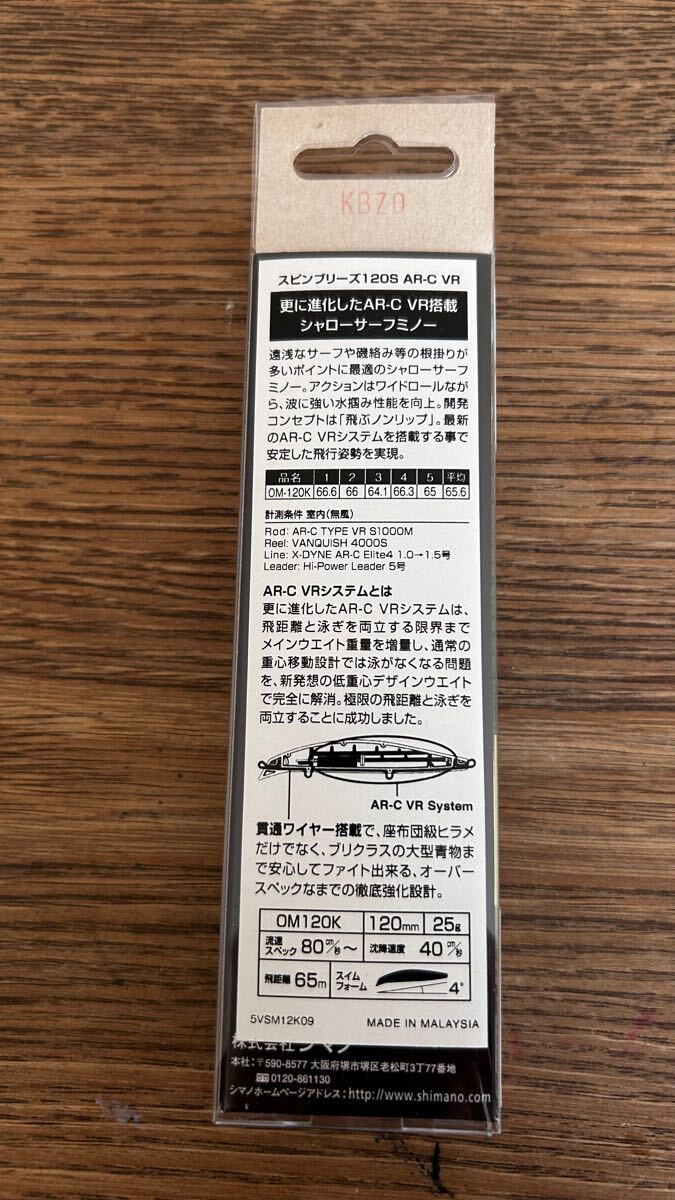 KBZO
スピンブリーズ120S AR-C VR
更に進化したAR-C VR搭載
シャローサーフミノー
遠浅なサーフや磯絡み等の根掛りが
多いポイントに最適のシャローサーフ
ミノー。アクションはワイドロールなが
ら、波に強い水掴み性能を向上。開発
コンセプトは「飛ぶノンリップ」。最新
のAR-C VRシステムを搭載する事で
安定した飛行姿勢を実現。
品名 1 2 3 4 5 平均
OM-120K 66.6 66 64.1 66.3 65 65.6
計測条件 室内(無風)
Rod: AR-C TYPE VR S1000M
Reel: VANQUISH 4000S
Line: X-DYNE AR-C Elite4 1.0→1.5号
Leader: Hi-Power Leader 5号
AR-C VRシステムとは
更に進化したAR-C VRシステムは、
飛距離と泳ぎを両立する限界まで
メインウエイト重量を増量し、通常の
重心移動設計では泳がなくなる問題
を、新発想の低重心デザインウエイト
で完全に解消。極限の飛距離と泳ぎを
両立することに成功しました。
AR-C VR System
貫通ワイヤー搭載で、座布団級ヒラメ
だけでなく、ブリクラスの大型青物ま
で安心してファイト出来る、オーバー
スペックなまでの徹底強化設計。
OM120K 120mm 25g
流速スペック 80cm/秒～ 沈降速度 40cm/秒
飛距離 65m スイムフォーム 4°
5VSM12K09 MADE IN MALAYSIA
株式会社シマノ
本社:〒590-8577 大阪府堺市堺区老松町3丁77番地
0120-861130
シマノホームページアドレス:http://www.shimano.com